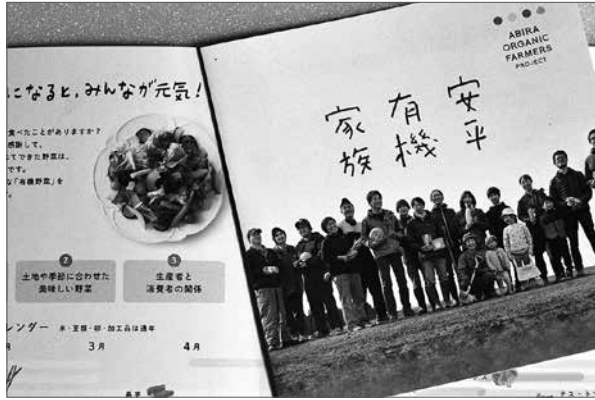 になると、みんなが元気!
食べたことがありますか?
感謝して、
てできた野菜は、
です。
な「有機野菜」を
2
土地や季節に合わせた
美味しい野菜
3
生産者と
消費者の関係
レンダー 米・豆類・卵・加工品は通年
月 3月 4月
長芋
ABIRA
ORGANIC
FARMERS
PROJECT
安平
有機
家族